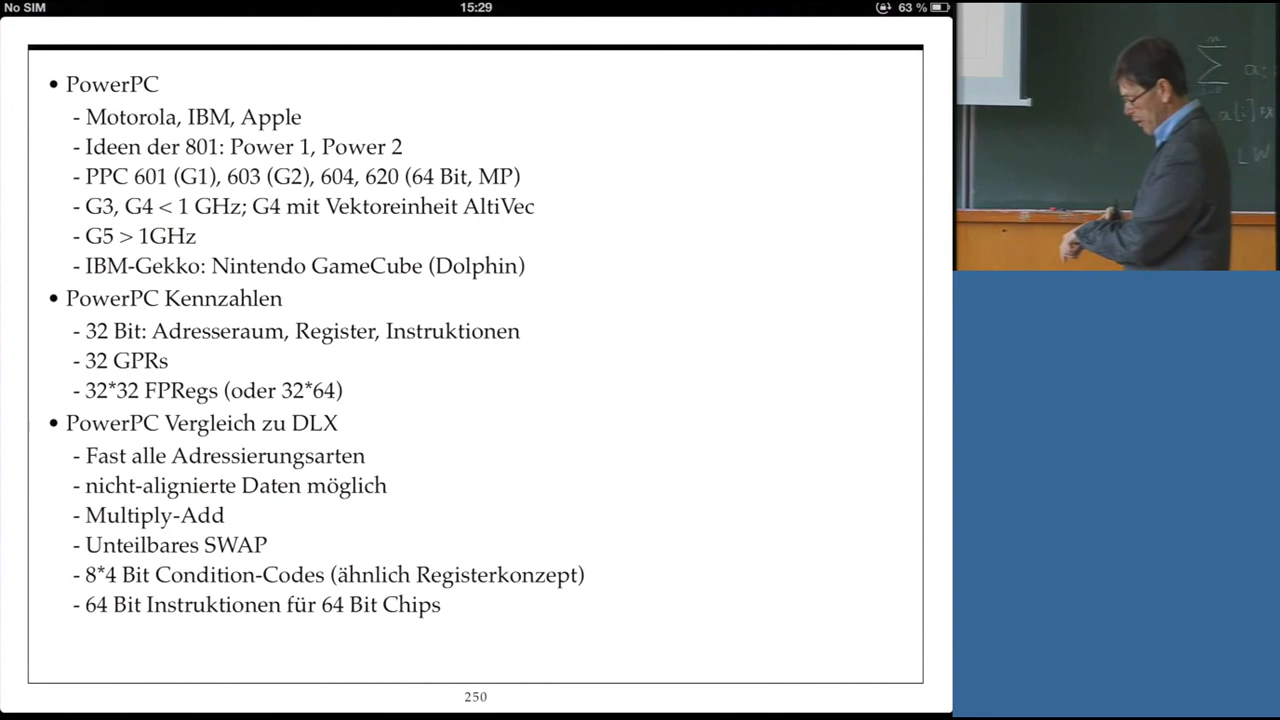 No SIM 15:29 63 %
• PowerPC
- Motorola, IBM, Apple
- Ideen der 801: Power 1, Power 2
- PPC 601 (G1), 603 (G2), 604, 620 (64 Bit, MP)
- G3, G4 < 1 GHz; G4 mit Vektoreinheit AltiVec
- G5 > 1GHz
- IBM-Gekko: Nintendo GameCube (Dolphin)
• PowerPC Kennzahlen
- 32 Bit: Adresseraum, Register, Instruktionen
- 32 GPRs
- 32*32 FPRegs (oder 32*64)
• PowerPC Vergleich zu DLX
- Fast alle Adressierungsarten
- nicht-alignierte Daten möglich
- Multiply-Add
- Unteilbares SWAP
- 8*4 Bit Condition-Codes (ähnlich Registerkonzept)
- 64 Bit Instruktionen für 64 Bit Chips
250
∑ a
a[i]
LW